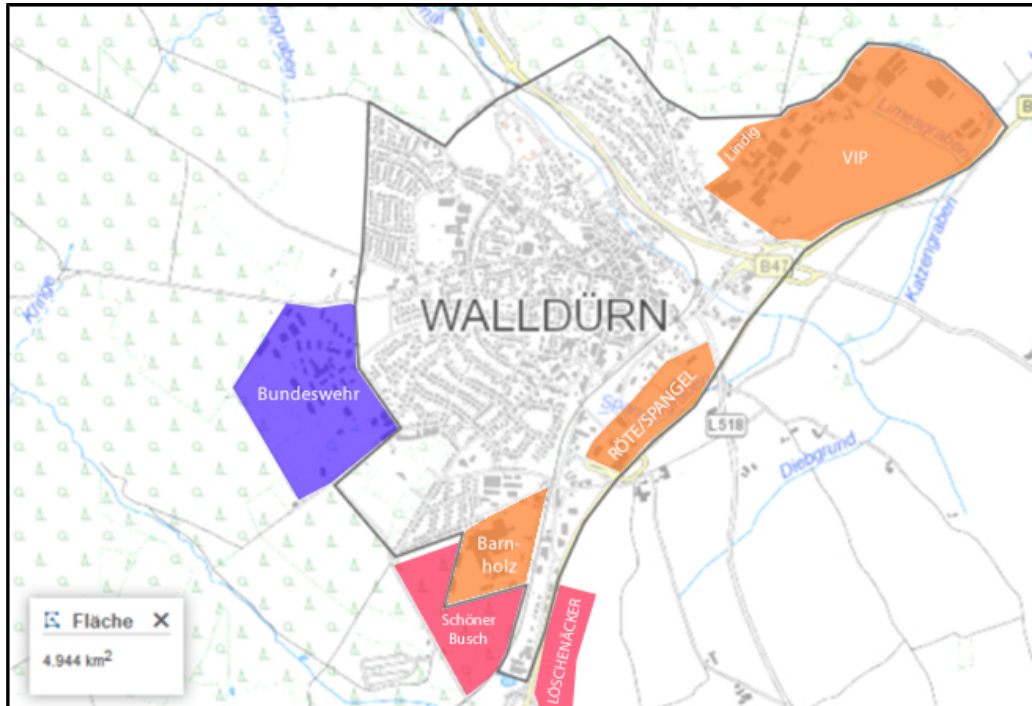 Limesgraben
Lindig
VIP
B47
Katzengraben
Kringe
WALLDÜRN
Bundeswehr
RÖTE/SPANGEL
L518
Diebgrund
Barn-
holz
Schöner
Busch
LÖSCHENÄCKER
Fläche
4.944 km²